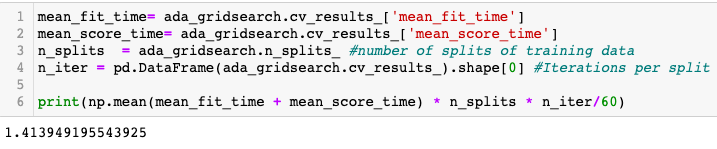 1 mean_fit_time= ada_gridsearch.cv_results_['mean_fit_time']
2 mean_score_time= ada_gridsearch.cv_results_['mean_score_time']
3 n_splits  = ada_gridsearch.n_splits_ #number of splits of training data
4 n_iter = pd.DataFrame(ada_gridsearch.cv_results_).shape[0] #Iterations per split
5
6 print(np.mean(mean_fit_time + mean_score_time) * n_splits * n_iter/60)
1.413949195543925